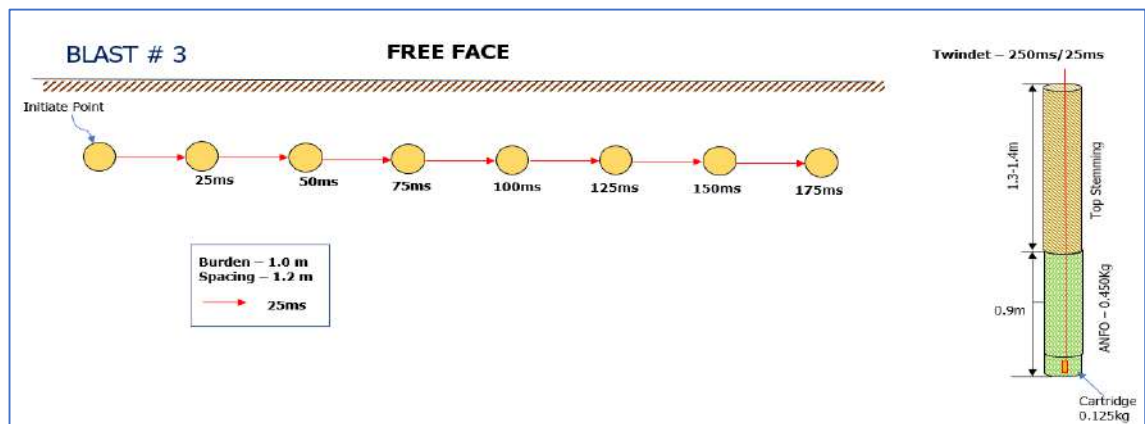 BLAST # 3
FREE FACE
Twindet – 250ms/25ms
Initiate Point
25ms
50ms
75ms
100ms
125ms
150ms
175ms
Burden – 1.0 m
Spacing – 1.2 m
25ms
1.3-1.4m
Top Stemming
0.9m
ANFO – 0.450Kg
Cartridge
0.125kg